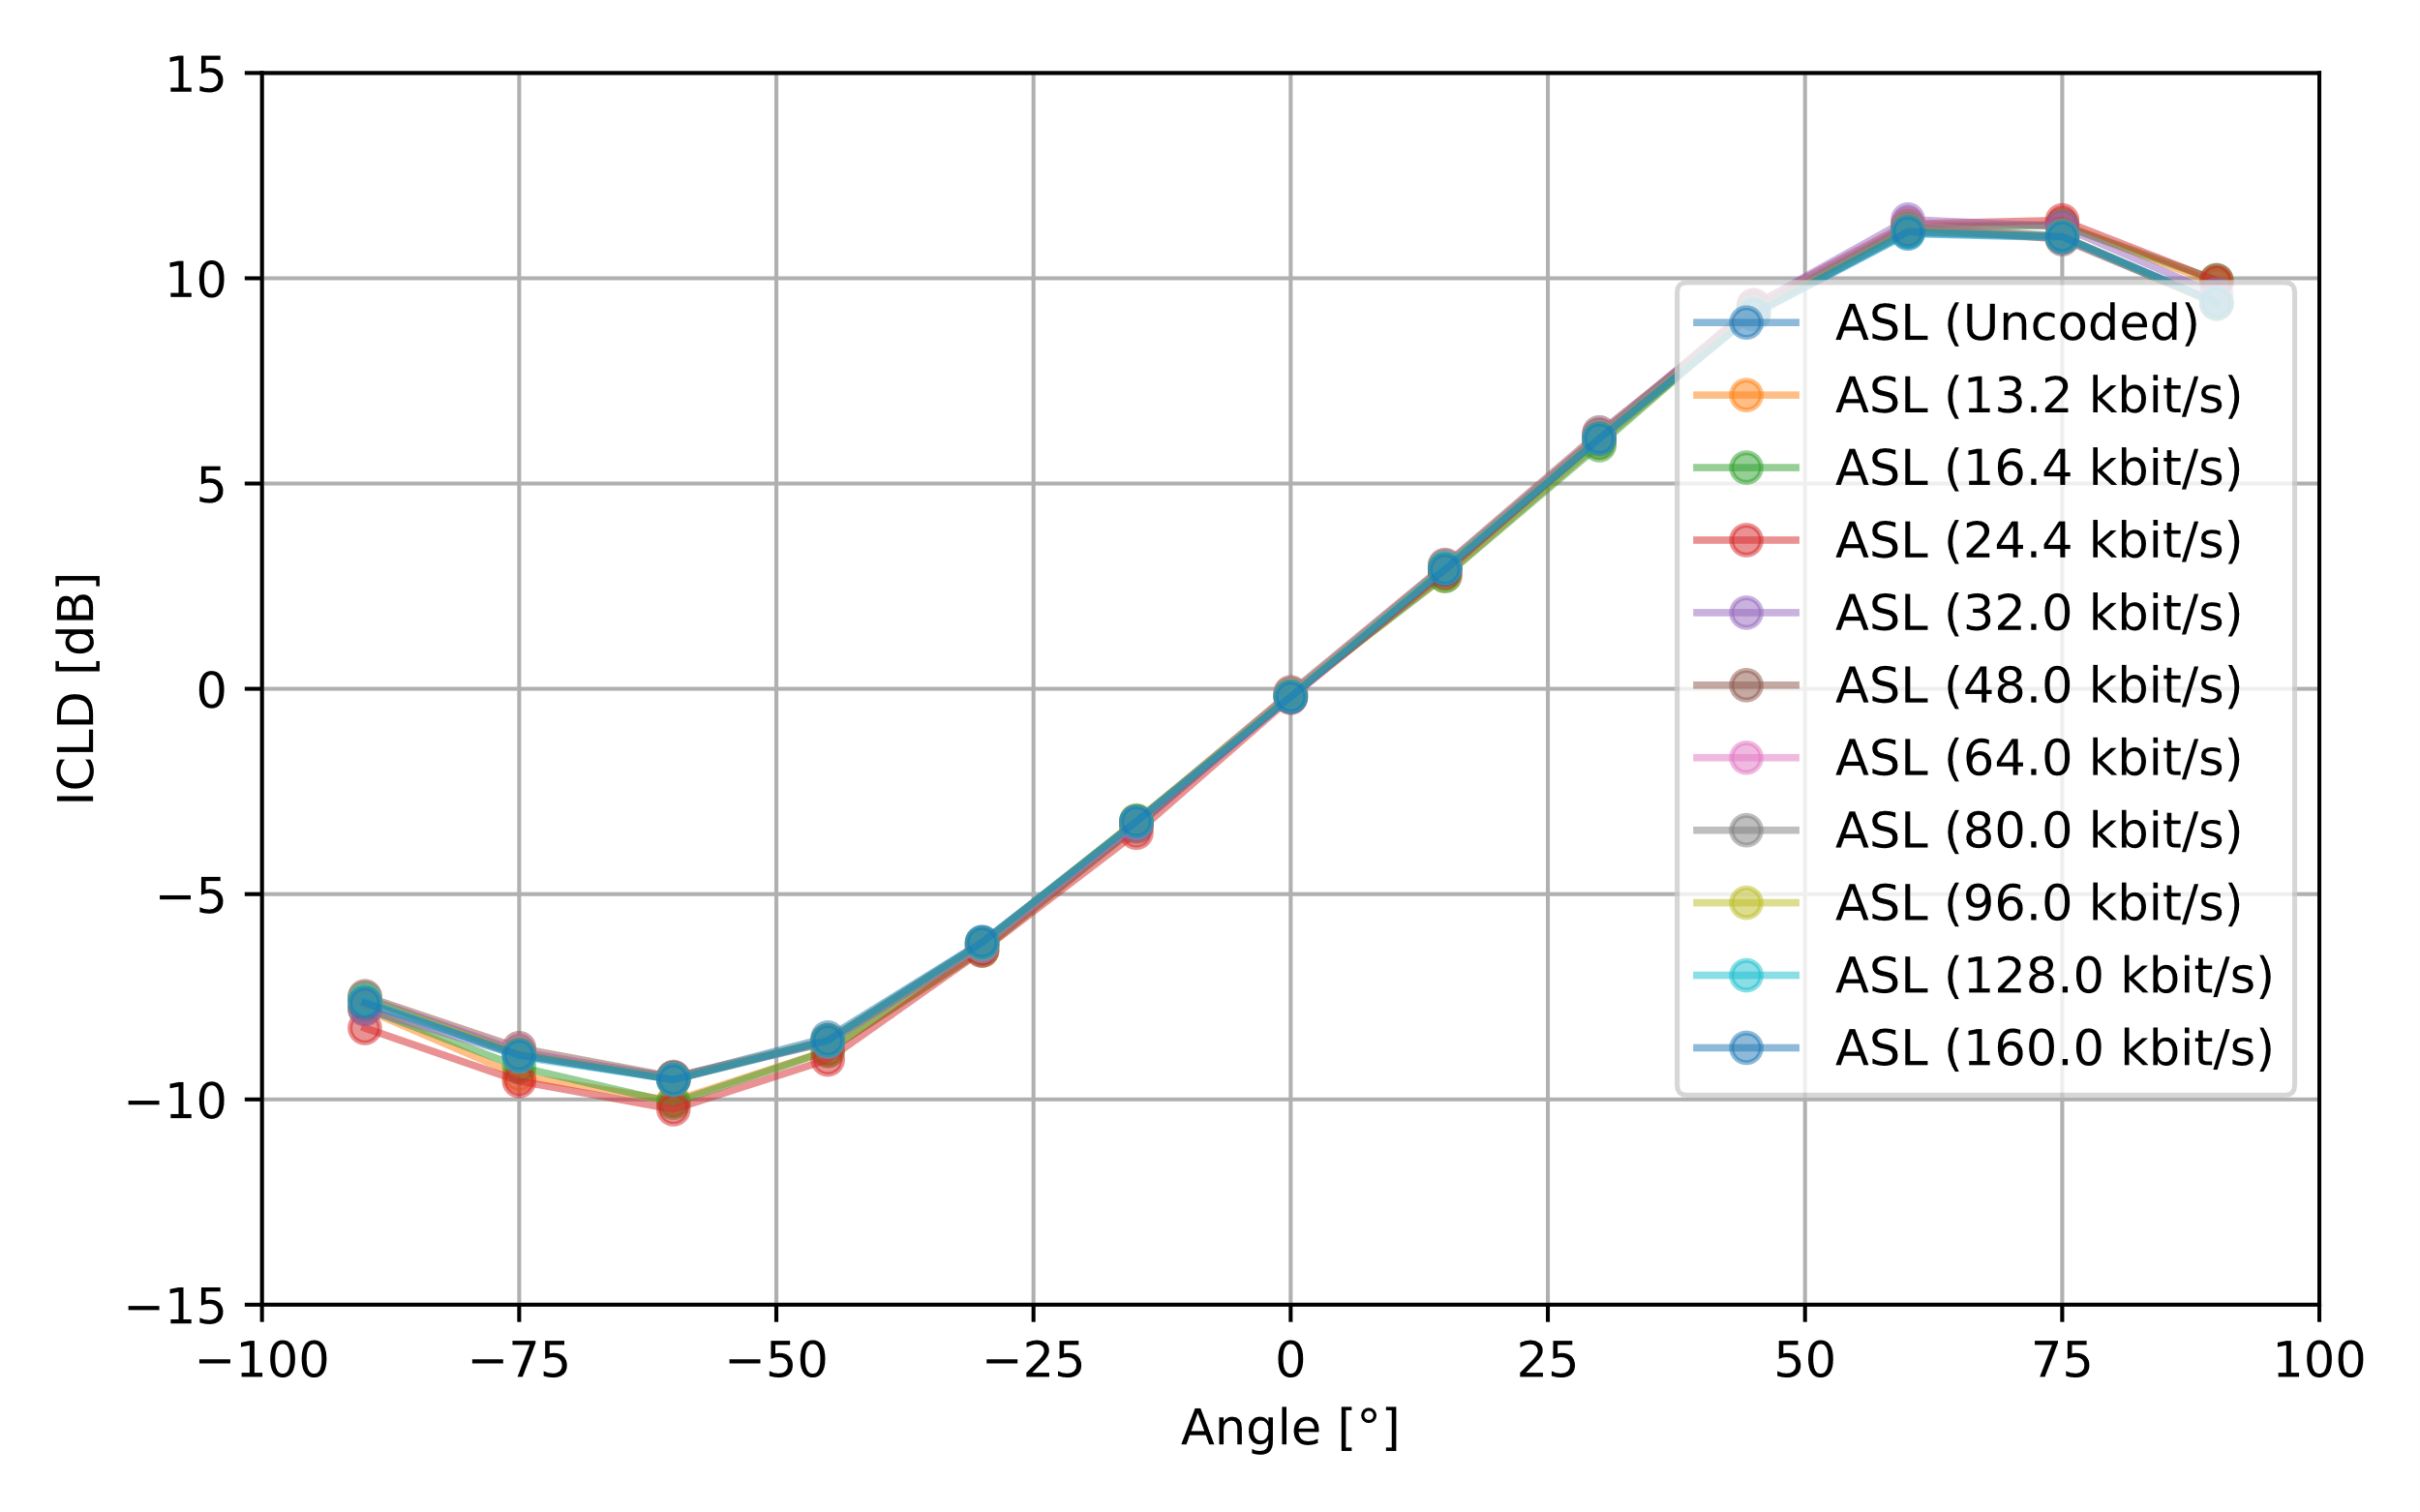 15
10
5
0
−5
−10
−15
ICLD [dB]
ASL (Uncoded)
ASL (13.2 kbit/s)
ASL (16.4 kbit/s)
ASL (24.4 kbit/s)
ASL (32.0 kbit/s)
ASL (48.0 kbit/s)
ASL (64.0 kbit/s)
ASL (80.0 kbit/s)
ASL (96.0 kbit/s)
ASL (128.0 kbit/s)
ASL (160.0 kbit/s)
−100 −75 −50 −25 0 25 50 75 100
Angle [°]